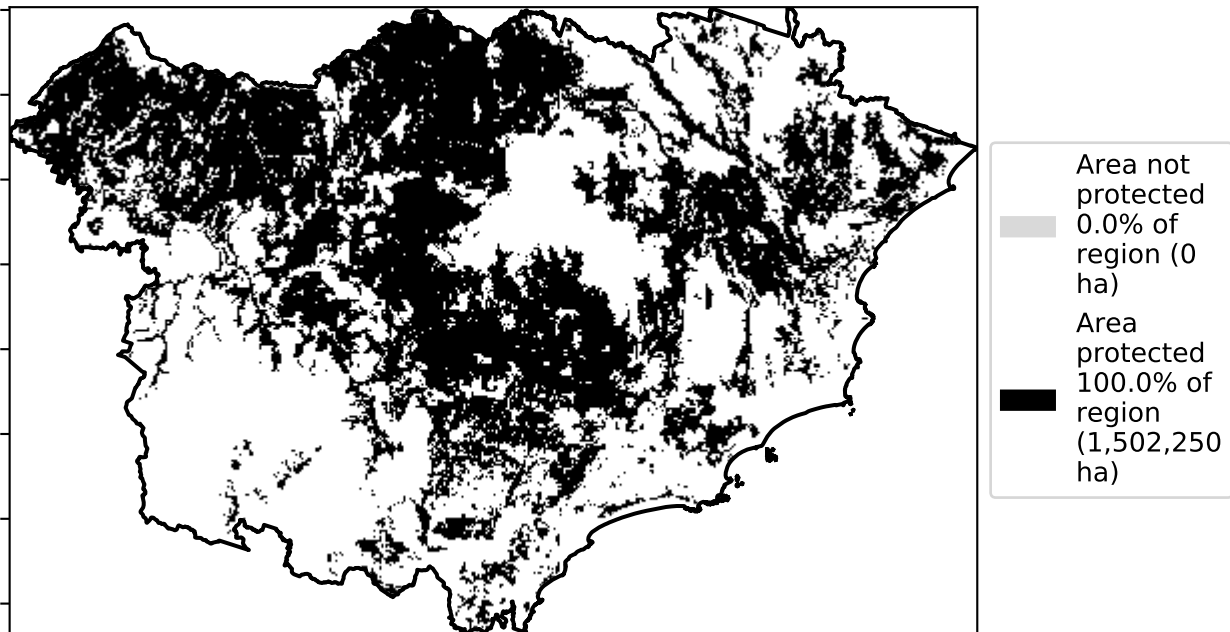 Area not
protected
0.0% of
region (0
ha)
Area
protected
100.0% of
region
(1,502,250
ha)